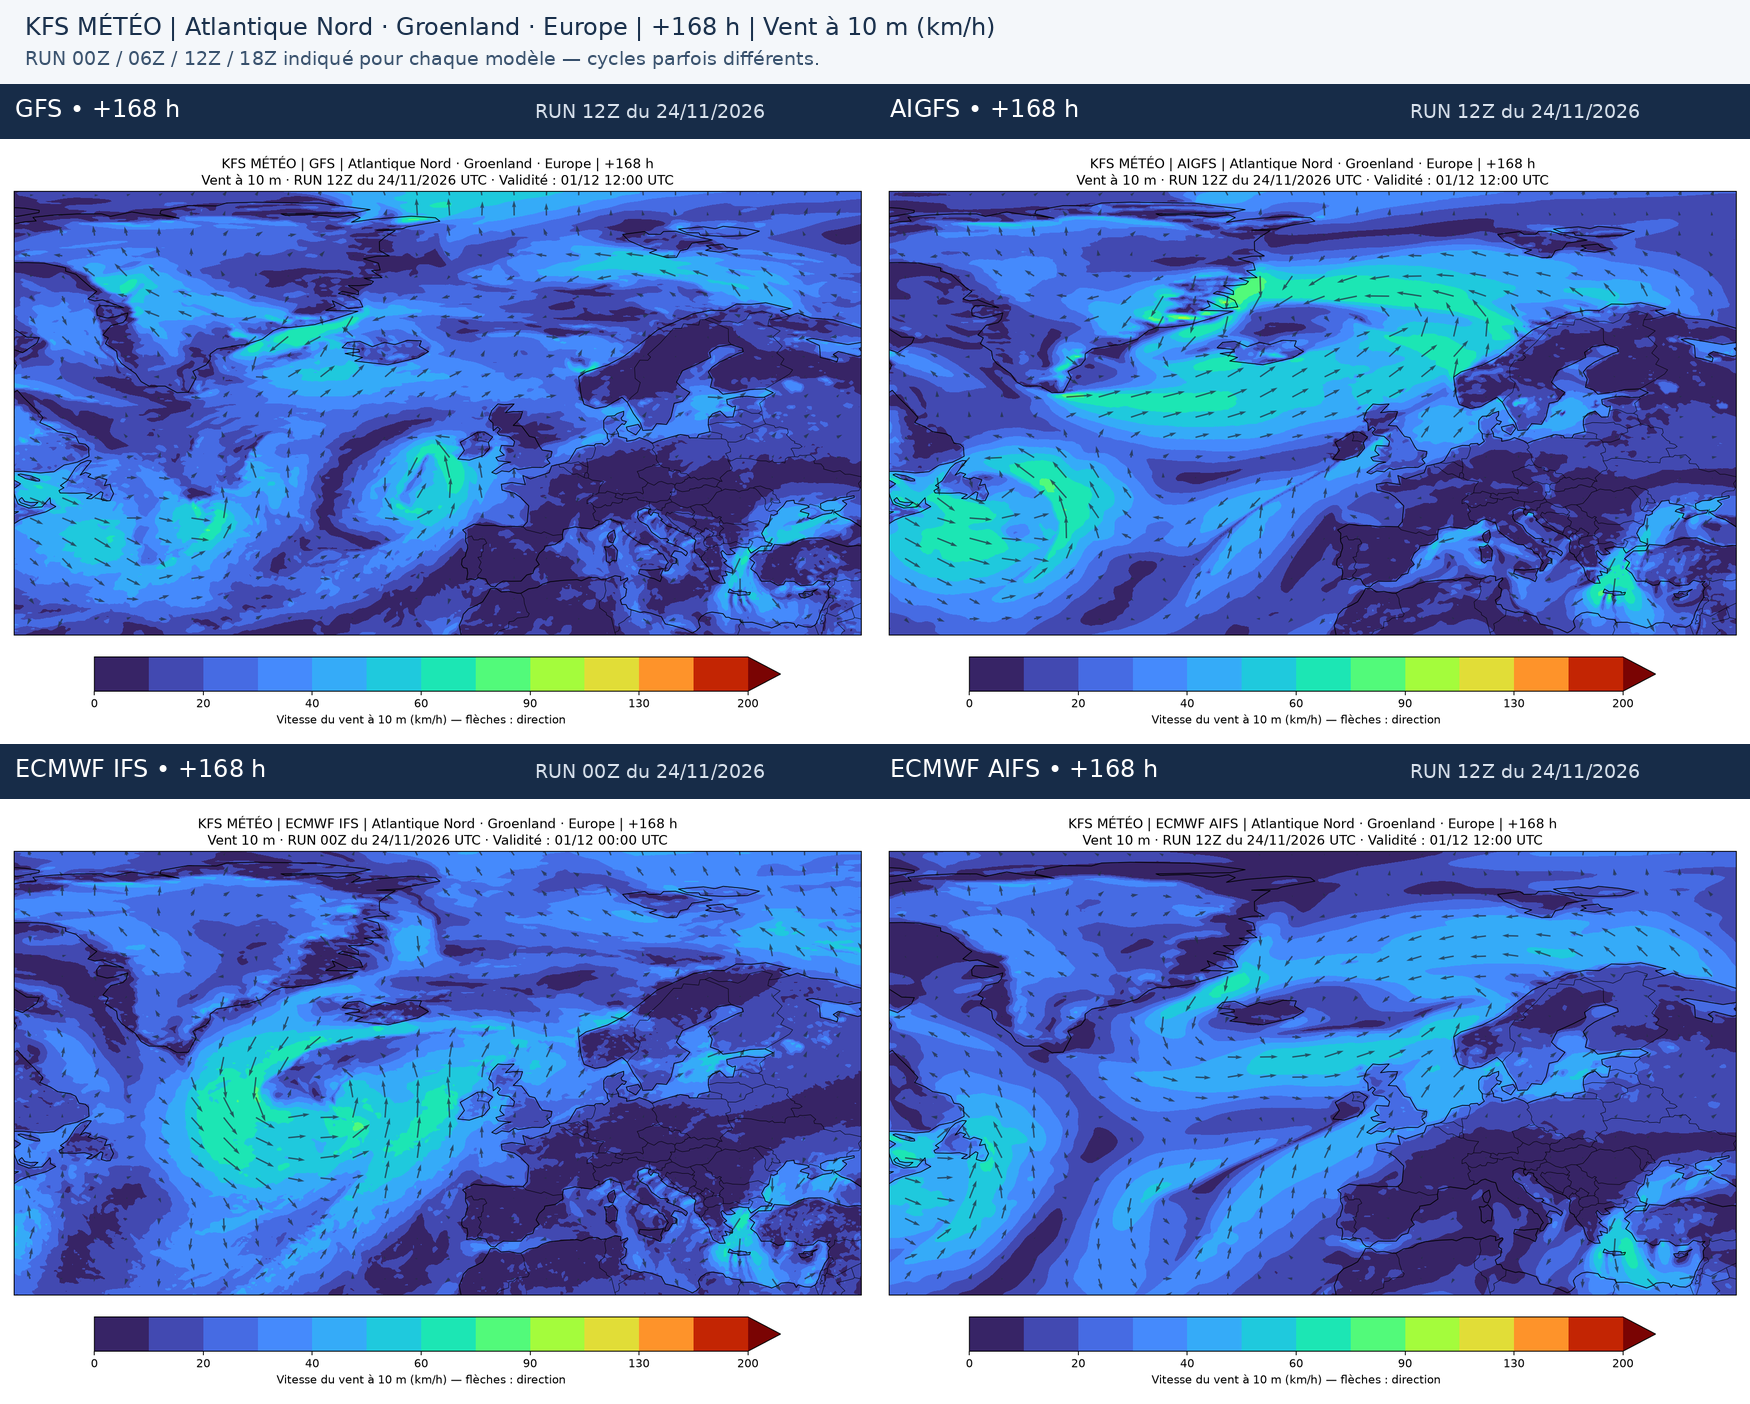 KFS MÉTÉO | Atlantique Nord · Groenland · Europe | +168 h | Vent à 10 m (km/h)
RUN 00Z / 06Z / 12Z / 18Z indiqué pour chaque modèle — cycles parfois différents.
GFS • +168 h
RUN 12Z du 24/11/2026
KFS MÉTÉO | GFS | Atlantique Nord · Groenland · Europe | +168 h
Vent à 10 m · RUN 12Z du 24/11/2026 UTC · Validité : 01/12 12:00 UTC
0 20 40 60 90 130 200
Vitesse du vent à 10 m (km/h) — flèches : direction
AIGFS • +168 h
RUN 12Z du 24/11/2026
KFS MÉTÉO | AIGFS | Atlantique Nord · Groenland · Europe | +168 h
Vent à 10 m · RUN 12Z du 24/11/2026 UTC · Validité : 01/12 12:00 UTC
0 20 40 60 90 130 200
Vitesse du vent à 10 m (km/h) — flèches : direction
ECMWF IFS • +168 h
RUN 00Z du 24/11/2026
KFS MÉTÉO | ECMWF IFS | Atlantique Nord · Groenland · Europe | +168 h
Vent 10 m · RUN 00Z du 24/11/2026 UTC · Validité : 01/12 00:00 UTC
0 20 40 60 90 130 200
Vitesse du vent à 10 m (km/h) — flèches : direction
ECMWF AIFS • +168 h
RUN 12Z du 24/11/2026
KFS MÉTÉO | ECMWF AIFS | Atlantique Nord · Groenland · Europe | +168 h
Vent 10 m · RUN 12Z du 24/11/2026 UTC · Validité : 01/12 12:00 UTC
0 20 40 60 90 130 200
Vitesse du vent à 10 m (km/h) — flèches : direction